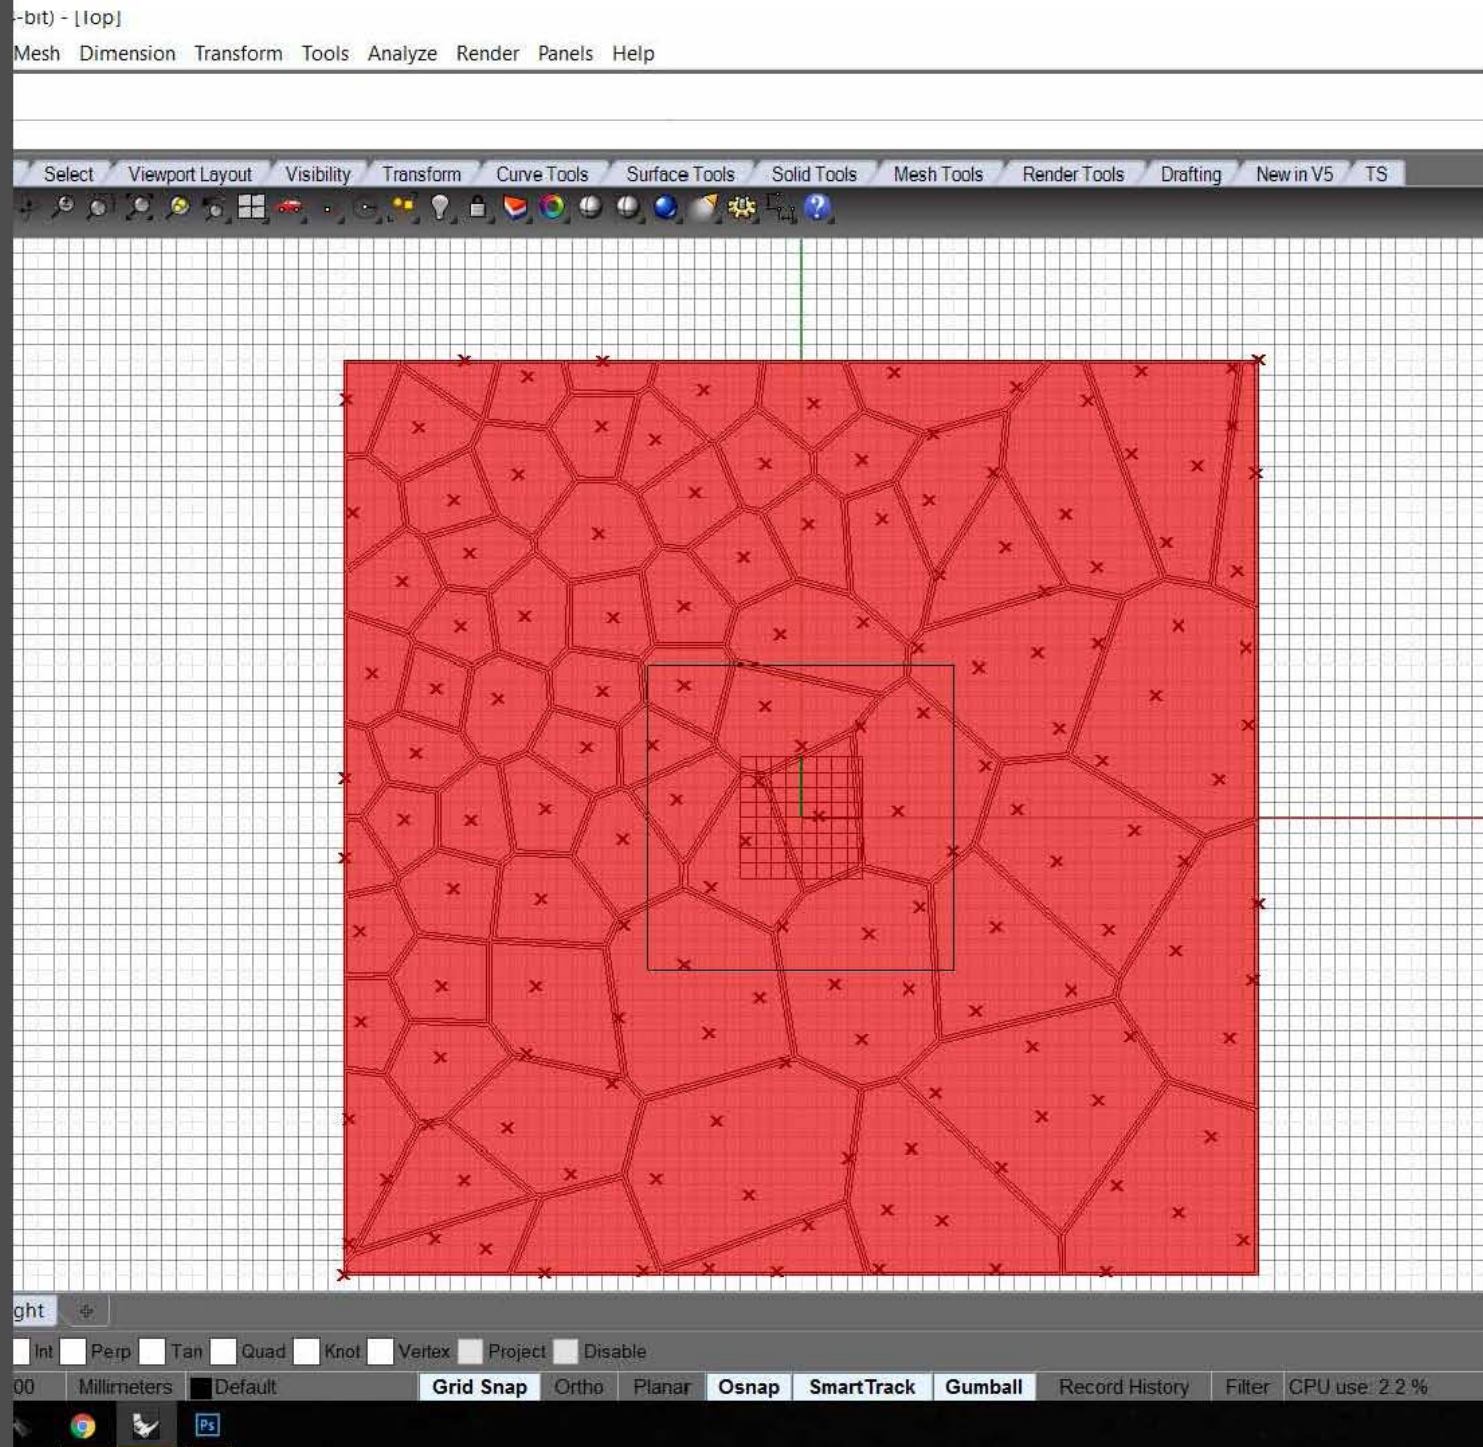 -bit) - [Top]
Mesh Dimension Transform Tools Analyze Render Panels Help
Select Viewport Layout Visibility Transform Curve Tools Surface Tools Solid Tools Mesh Tools Render Tools Drafting New in V5 TS
ght
Int Perp Tan Quad Knot Vertex Project Disable
00 Millimeters Default Grid Snap Ortho Planar Osnap SmartTrack Gumball Record History Filter CPU use: 2.2 %
Ps